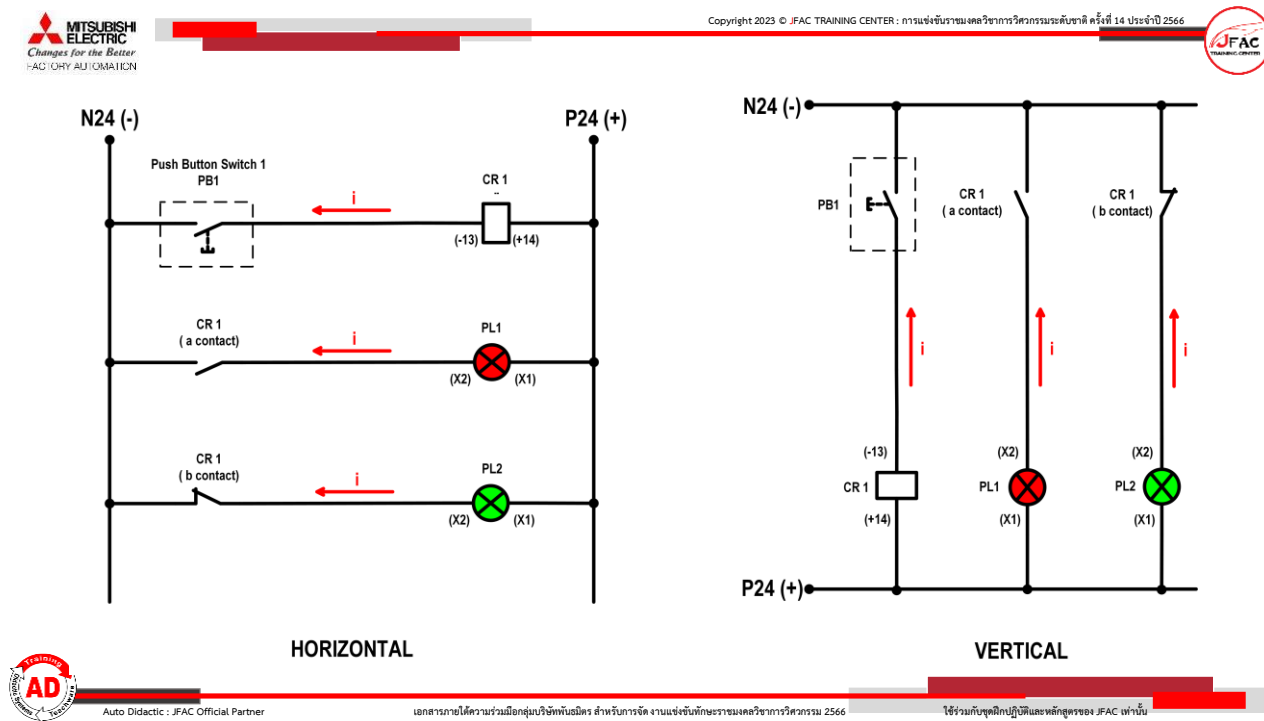 MITSUBISHI
ELECTRIC
Changes for the Better
FACTORY AUTOMATION
Copyright 2023 © JFAC TRAINING CENTER : การแข่งขันราชมงคลวิชาการวิศวกรรมระดับชาติ ครั้งที่ 14 ประจำปี 2566
JFAC
TRAINING CENTER
N24 (-)
P24 (+)
Push Button Switch 1
PB1
CR 1
i
(-13)
(+14)
CR 1
( a contact)
i
PL1
(X2)
(X1)
CR 1
( b contact)
i
PL2
(X2)
(X1)
HORIZONTAL
N24 (-)
PB1
CR 1
( a contact)
CR 1
( b contact)
i
i
i
(-13)
(X2)
(X2)
CR 1
PL1
PL2
(+14)
(X1)
(X1)
P24 (+)
VERTICAL
Training
AD
Auto Didactic : JFAC Official Partner
เอกสารภายใต้ความร่วมมือกลุ่มบริษัทพันธมิตร สำหรับการจัด งานแข่งขันทักษะราชมงคลวิชาการวิศวกรรม 2566
ใช้ร่วมกับชุดฝึกปฏิบัติและหลักสูตรของ JFAC เท่านั้น